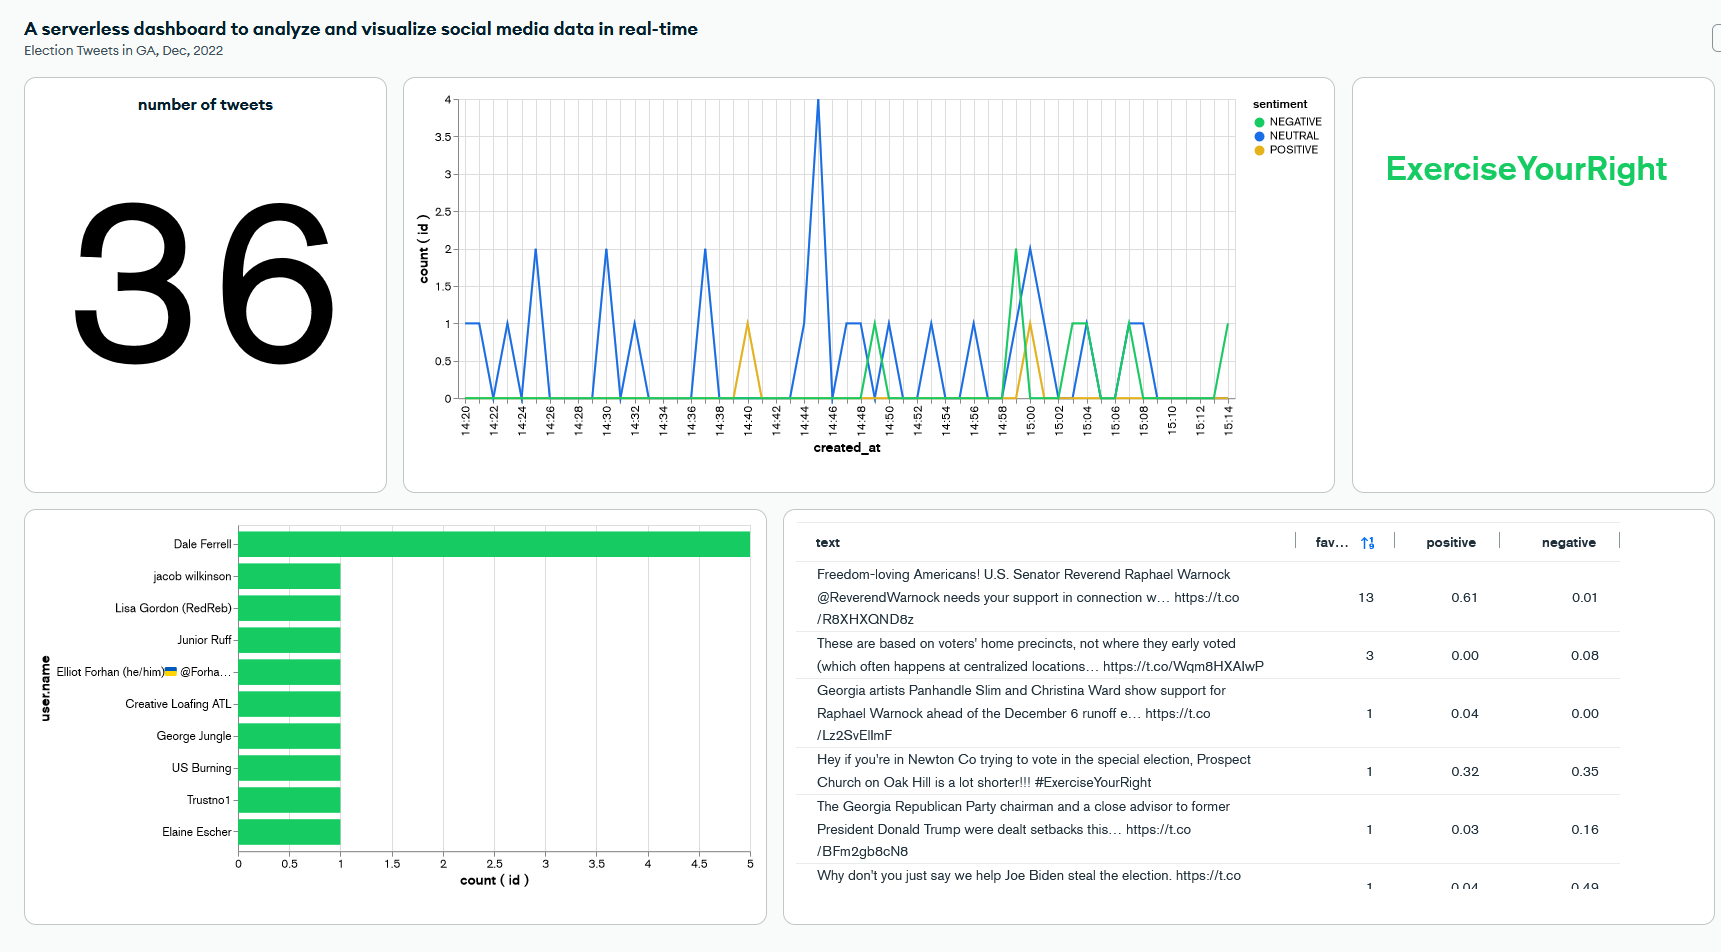 A serverless dashboard to analyze and visualize social media data in real-time
Election Tweets in GA, Dec, 2022
number of tweets
36
4
3.5
3
2.5
2
1.5
1
0.5
0
count ( id )
14:20
14:22
14:24
14:26
14:28
14:30
14:32
14:34
14:36
14:38
14:40
14:42
14:44
14:46
14:48
14:50
14:52
14:54
14:56
14:58
15:00
15:02
15:04
15:06
15:08
15:10
15:12
15:14
created_at
sentiment
NEGATIVE
NEUTRAL
POSITIVE
ExerciseYourRight
user.name
Dale Ferrell
jacob wilkinson
Lisa Gordon (RedReb)
Junior Ruff
Elliot Forhan (he/him)🇺🇦 @Forha…
Creative Loafing ATL
George Jungle
US Burning
Trustno1
Elaine Escher
0 0.5 1 1.5 2 2.5 3 3.5 4 4.5 5
count ( id )
text fav… positive negative
Freedom-loving Americans! U.S. Senator Reverend Raphael Warnock
@ReverendWarnock needs your support in connection w… https://t.co 13 0.61 0.01
/R8XHXQND8z
These are based on voters' home precincts, not where they early voted
(which often happens at centralized locations… https://t.co/Wqm8HXAIwP 3 0.00 0.08
Georgia artists Panhandle Slim and Christina Ward show support for
Raphael Warnock ahead of the December 6 runoff e… https://t.co 1 0.04 0.00
/Lz2SvEllmF
Hey if you're in Newton Co trying to vote in the special election, Prospect
Church on Oak Hill is a lot shorter!!! #ExerciseYourRight 1 0.32 0.35
The Georgia Republican Party chairman and a close advisor to former
President Donald Trump were dealt setbacks this… https://t.co 1 0.03 0.16
/BFm2gb8cN8
Why don't you just say we help Joe Biden steal the election. https://t.co
1 0.04 0.49